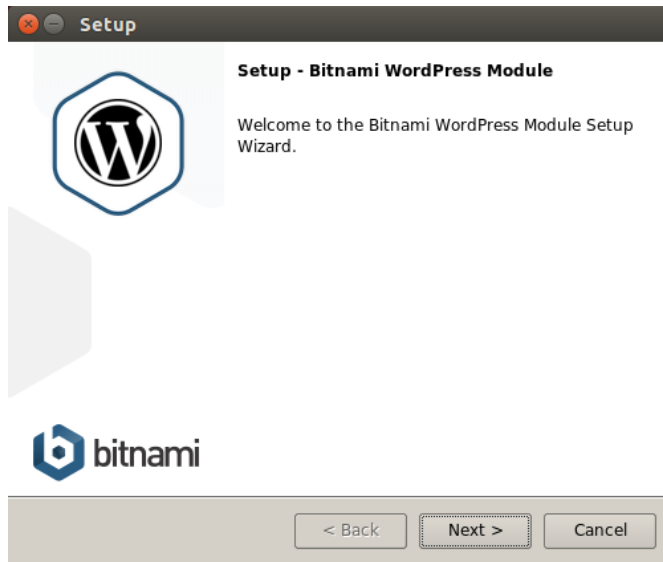 Setup
Setup - Bitnami WordPress Module
Welcome to the Bitnami WordPress Module Setup
Wizard.
bitnami
< Back
Next >
Cancel